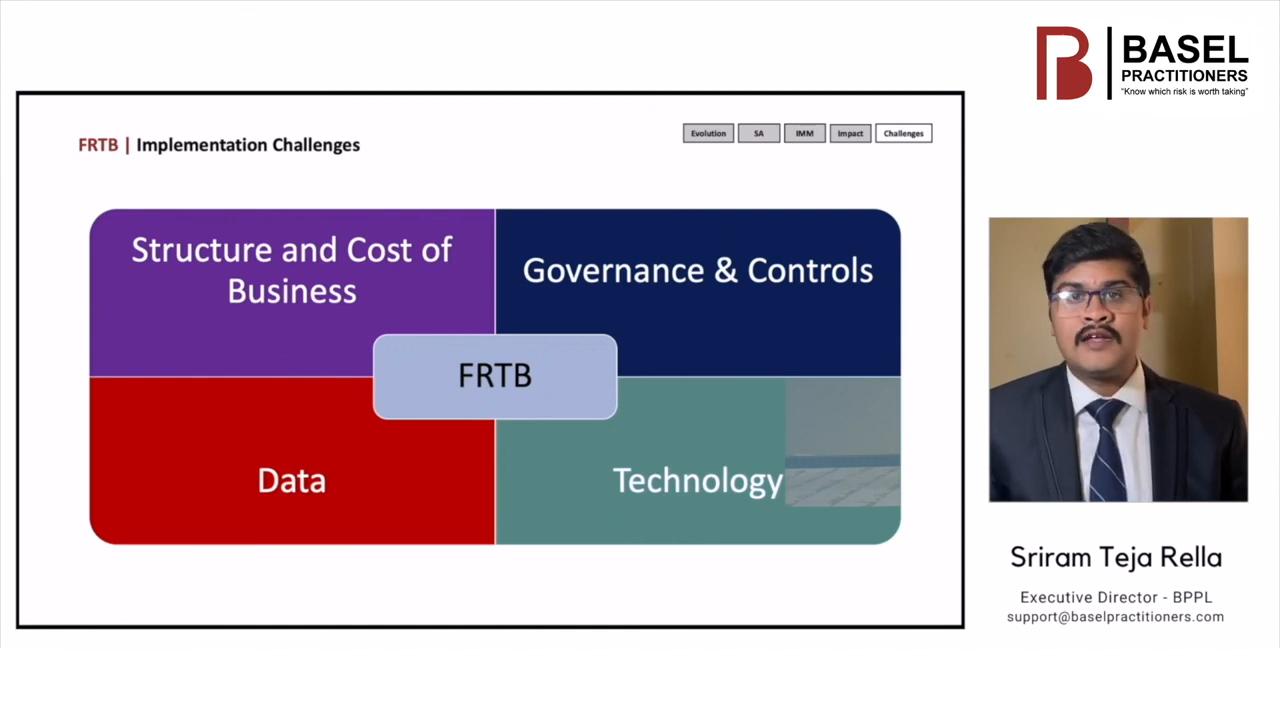 BASEL
PRACTITIONERS
"Know which risk is worth taking"
FRTB | Implementation Challenges
Evolution SA IMM Impact Challenges
Structure and Cost of
Business
Governance & Controls
FRTB
Data
Technology
Sriram Teja Rella
Executive Director - BPPL
support@baselpractitioners.com